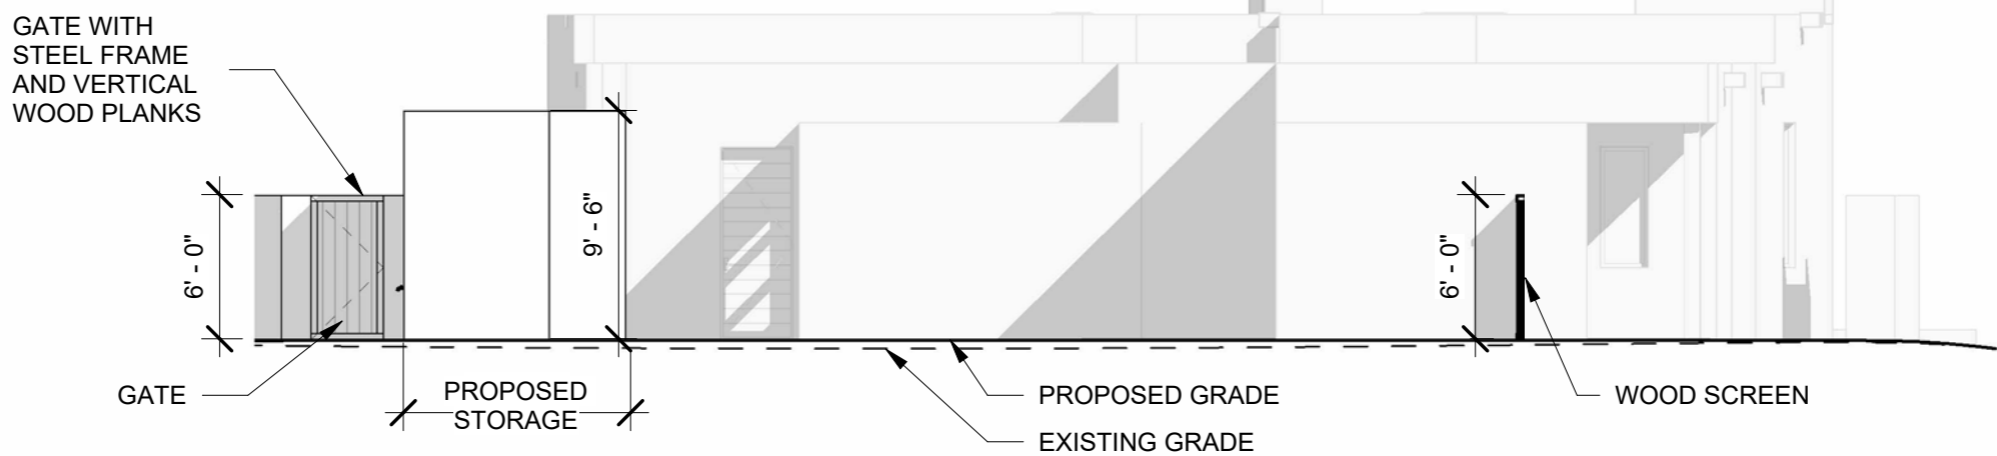 GATE WITH
STEEL FRAME
AND VERTICAL
WOOD PLANKS
6' - 0"
9' - 6"
6' - 0"
GATE
PROPOSED
STORAGE
PROPOSED GRADE
EXISTING GRADE
WOOD SCREEN